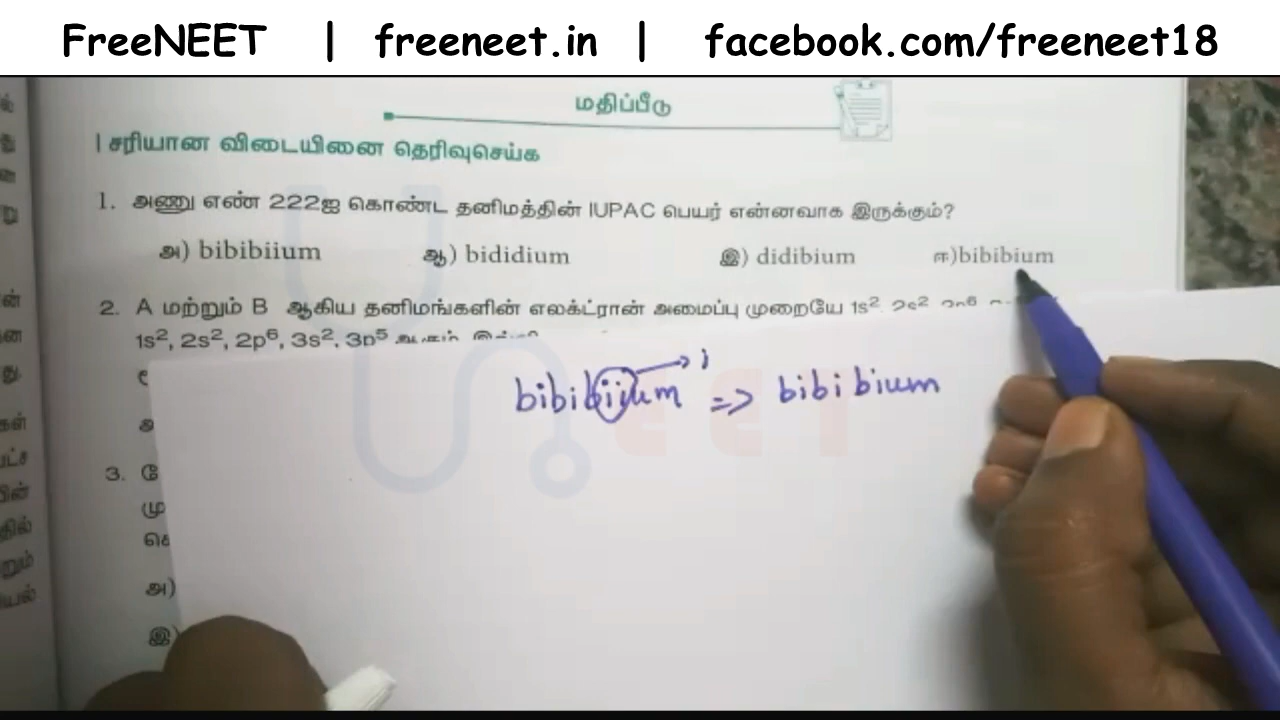 FreeNEET | freeneet.in | facebook.com/freeneet18
மதிப்பீடு
I சரியான விடையினை தெரிவுசெய்க
1. அணு எண் 222ஐ கொண்ட தனிமத்தின் IUPAC பெயர் என்னவாக இருக்கும்?
அ) bibibiium ஆ) bididium இ) didibium ஈ)bibibium
2. A மற்றும் B ஆகிய தனிமங்களின் எலக்ட்ரான் அமைப்பு முறையே 1s², 2s²
1s², 2s², 2p⁶, 3s², 3p⁵
bibibiium → i => bibibium
3.
அ)
இ)
NEET